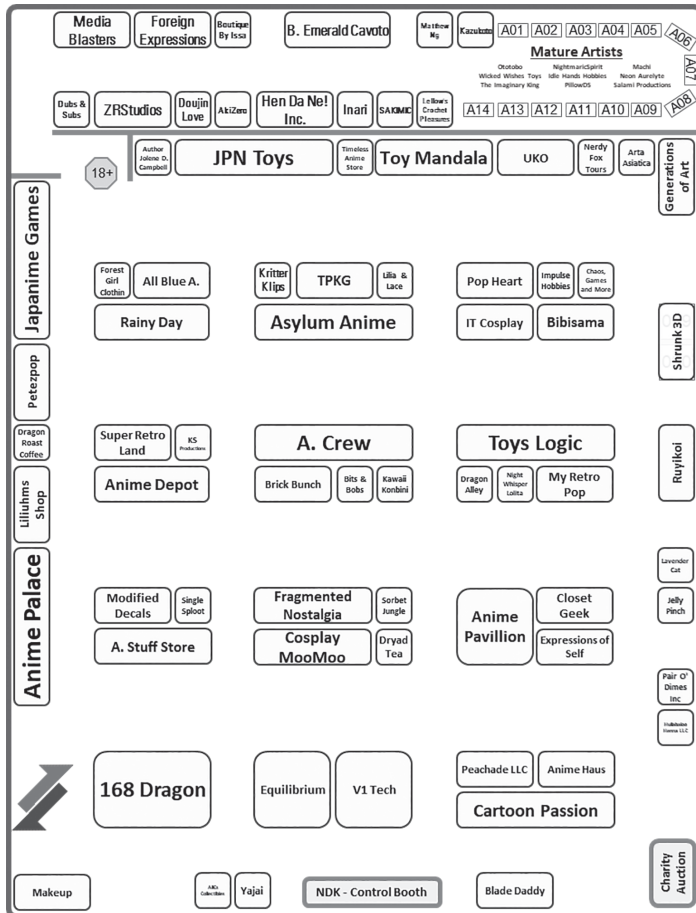 Media
Blasters
Foreign
Expressions
Boutique
By Issa
B. Emerald Cavoto
Matthew
Ng
Kazukoto
A01
A02
A03
A04
A05
A06
A07
A08
Mature Artists
Ototobo
NightmaricSpirit
Machi
Wicked Wishes Toys
Idle Hands Hobbies
Neon Aurelyte
The Imaginary King
PillowDS
Salami Productions
Dubs &
Subs
ZRStudios
Doujin
Love
AkiZero
Hen Da Ne!
Inc.
Inari
SAKIMIC
Lellow's
Crochet
Pleasures
A14
A13
A12
A11
A10
A09
18+
Author
Jolene D.
Campbell
JPN Toys
Timeless
Anime
Store
Toy Mandala
UKO
Nerdy
Fox
Tours
Arta
Asiatica
Generations
of Art
Japanime Games
Forest
Girl
Clothin
All Blue A.
Kritter
Klips
TPKG
Lilia &
Lace
Pop Heart
Impulse
Hobbies
Chaos,
Games
and More
Rainy Day
Asylum Anime
IT Cosplay
Bibisama
Shrunk 3D
Petezpop
Dragon
Roast
Coffee
Super Retro
Land
KS
Productions
A. Crew
Toys Logic
Ruyikoi
Liliuhms
Shop
Anime Depot
Brick Bunch
Bits &
Bobs
Kawaii
Konbini
Dragon
Alley
Night
Whisper
Lolita
My Retro
Pop
Anime Palace
Lavender
Cat
Modified
Decals
Single
Sploot
Fragmented
Nostalgia
Sorbet
Jungle
Anime
Pavillion
Closet
Geek
Jelly
Pinch
A. Stuff Store
Cosplay
MooMoo
Dryad
Tea
Expressions of
Self
Pair O'
Dimes
Inc
Henna LLC
168 Dragon
Equilibrium
V1 Tech
Peachade LLC
Anime Haus
Cartoon Passion
Charity
Auction
Makeup
Collectibles
Yajai
NDK - Control Booth
Blade Daddy